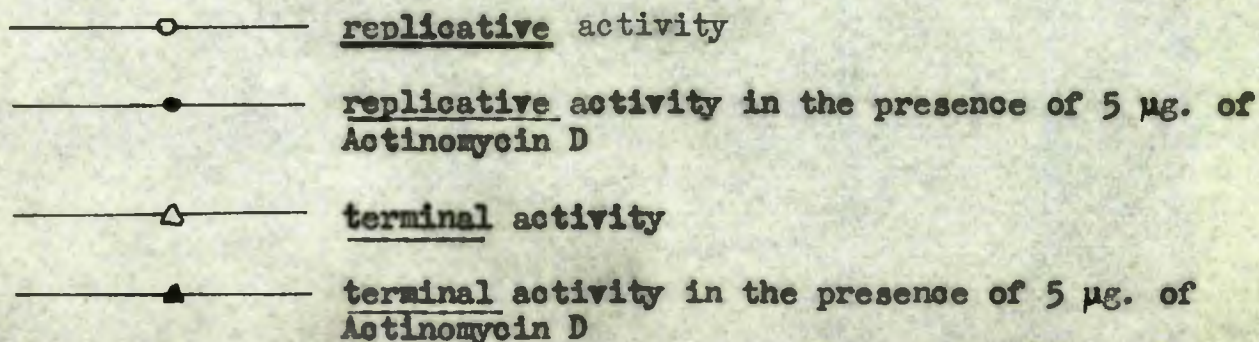 replicative activity
replicative activity in the presence of 5 µg. of
Actinomycin D
terminal activity
terminal activity in the presence of 5 µg. of
Actinomycin D